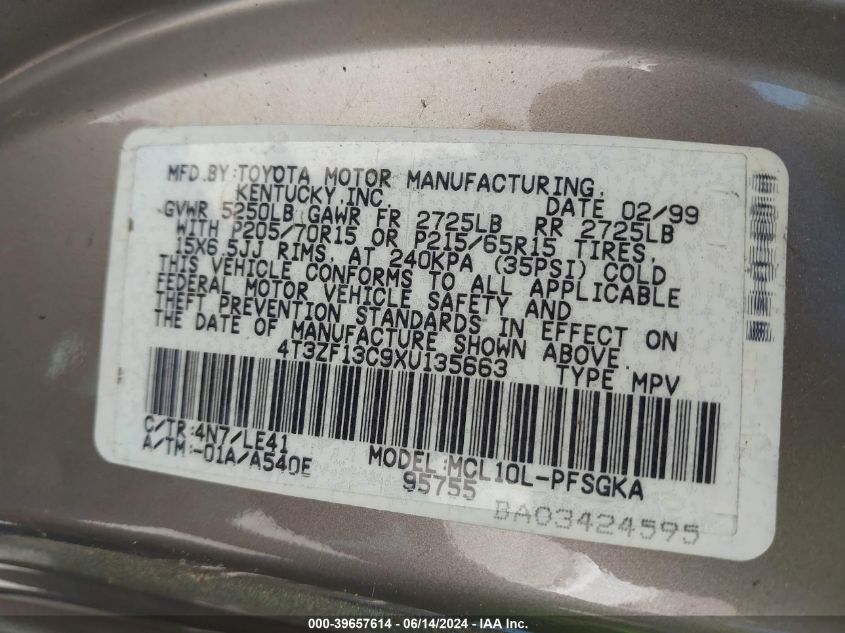 MFD.BY:TOYOTA MOTOR MANUFACTURING,
KENTUCKY,INC. DATE 02/99
GVWR 5250LB GAWR FR 2725LB RR 2725LB
WITH P205/70R15 OR P215/65R15 TIRES,
15X6.5JJ RIMS, AT 240KPA (35PSI) COLD
THIS VEHICLE CONFORMS TO ALL APPLICABLE
FEDERAL MOTOR VEHICLE SAFETY AND
THEFT PREVENTION STANDARDS IN EFFECT ON
THE DATE OF MANUFACTURE SHOWN ABOVE.
4T3ZF13C9XU135663 TYPE MPV
C/TR:4N7/LE41
A/TM:-01A/A540E MODEL:MCL10L-PFSGKA
95755
BA03424595
000-39657614 - 06/14/2024 - IAA Inc.